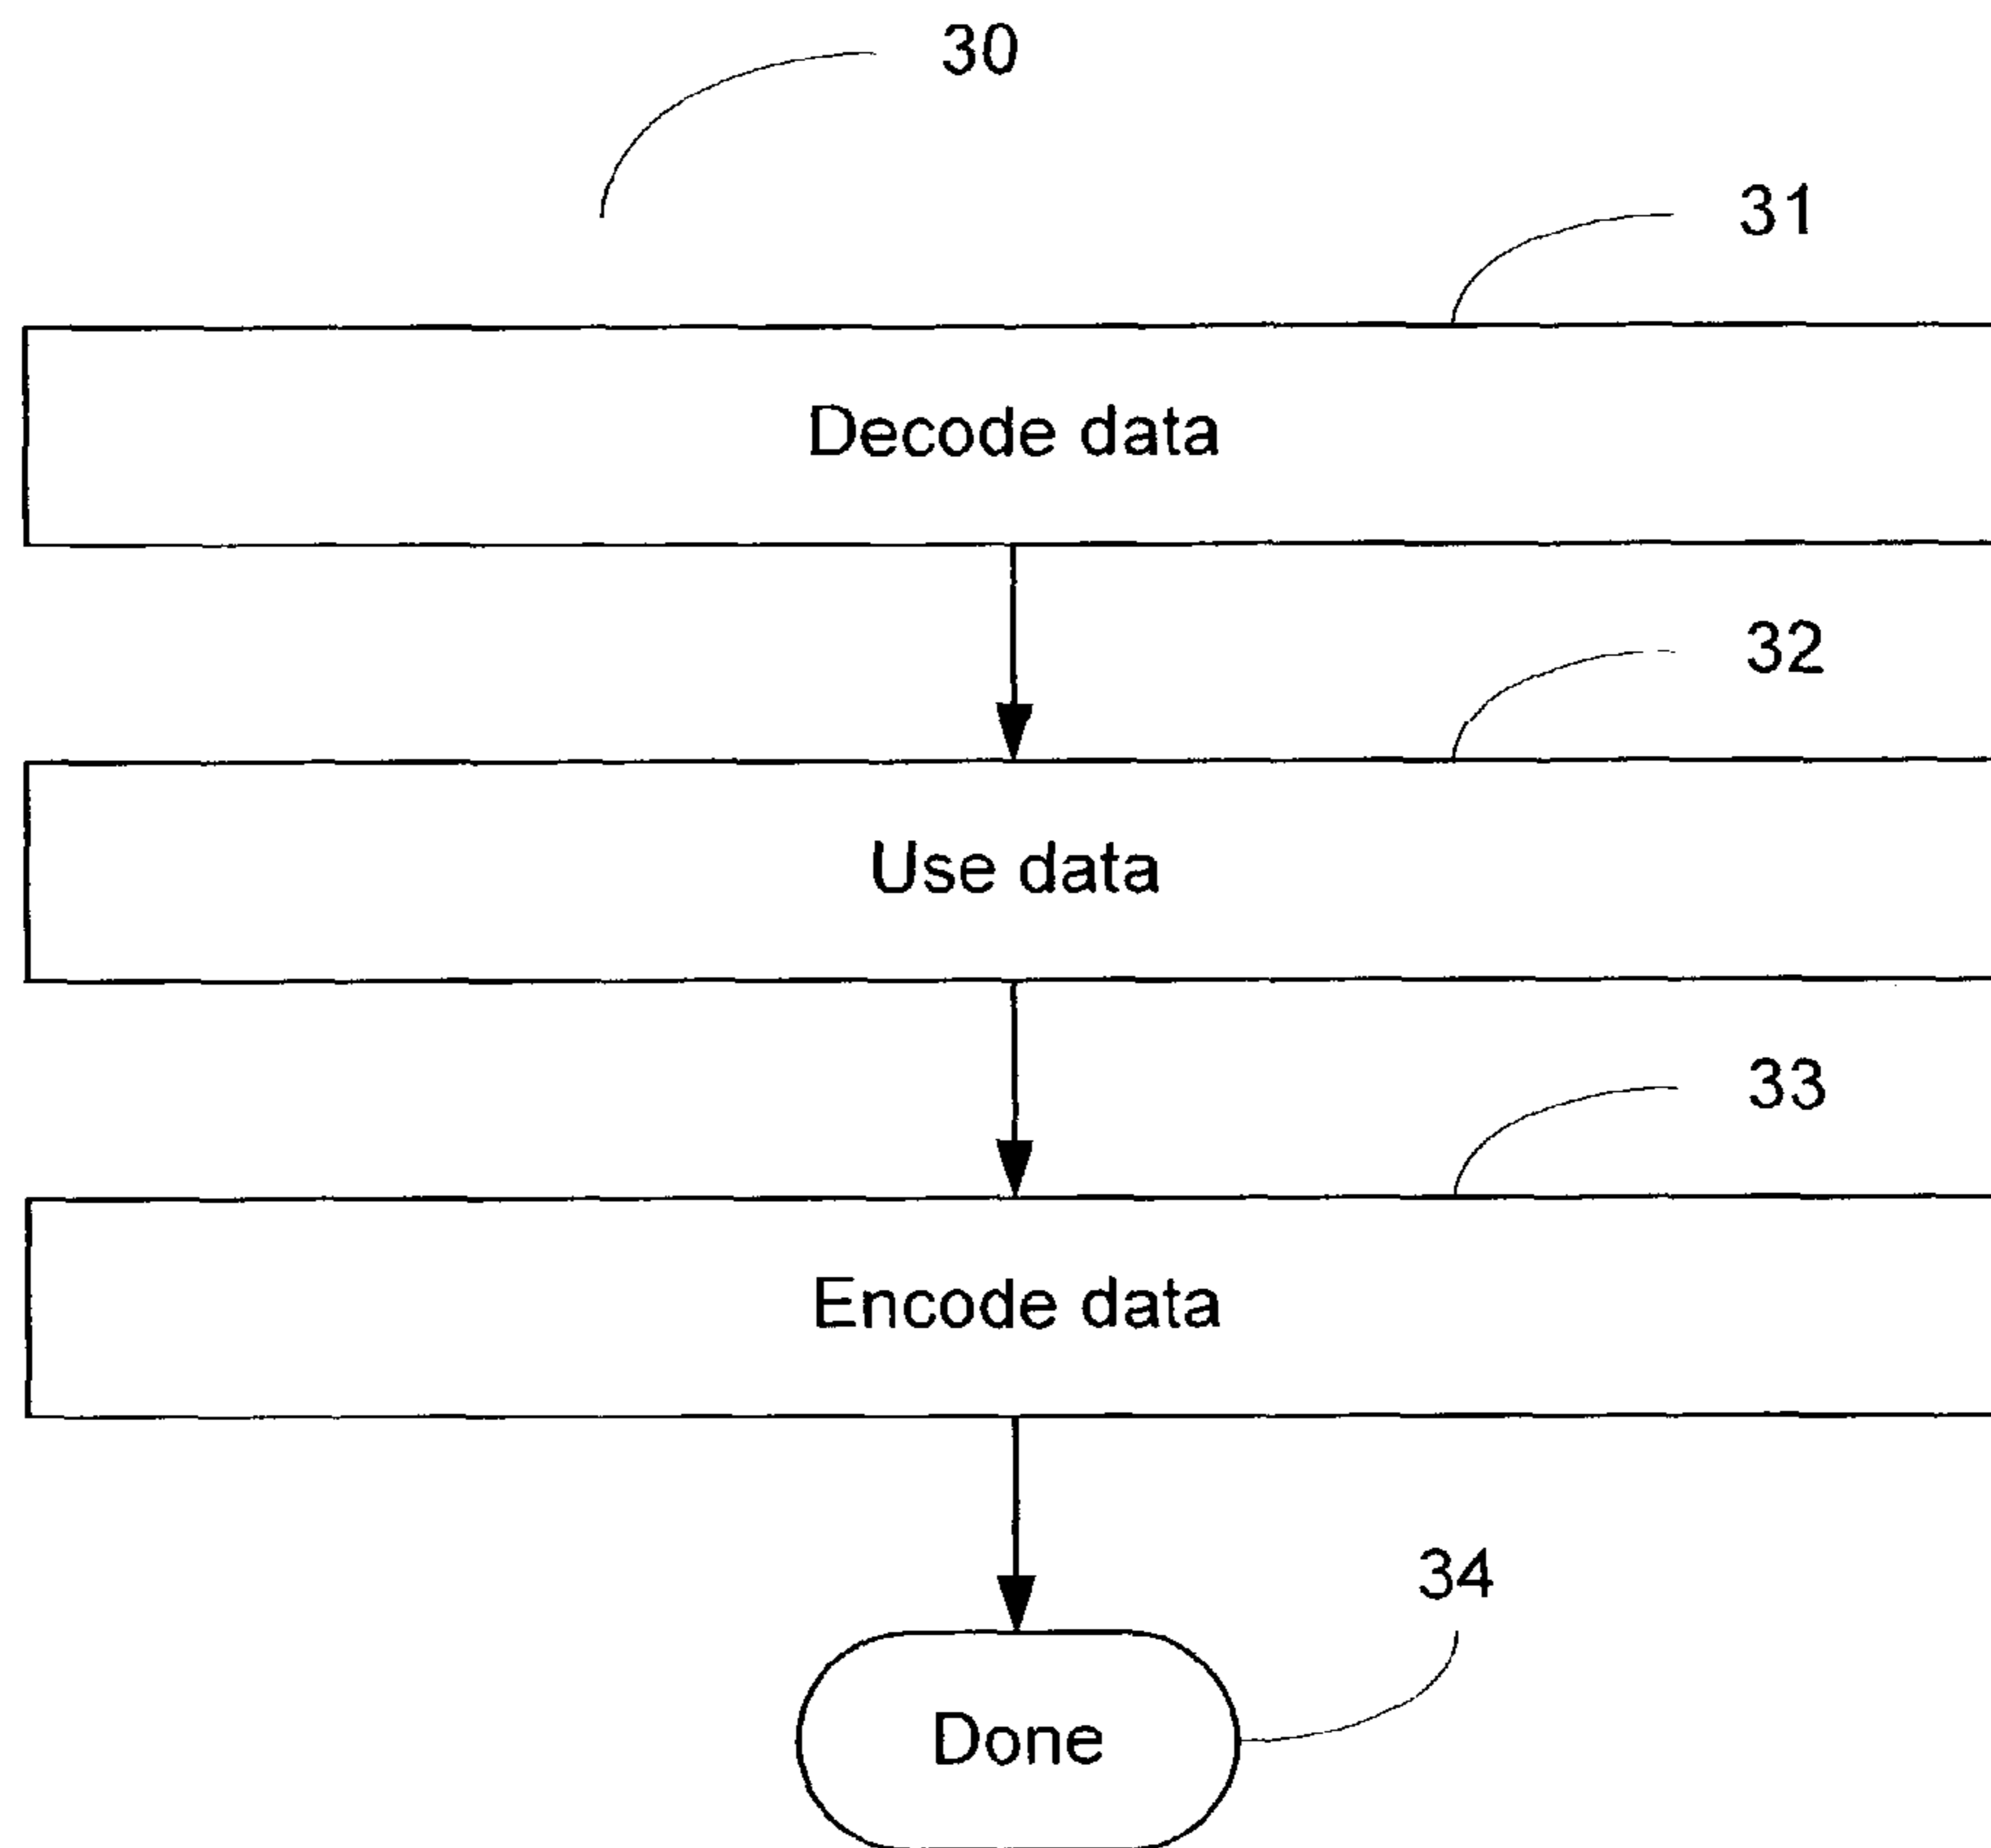 30
31
Decode data
32
Use data
33
Encode data
34
Done